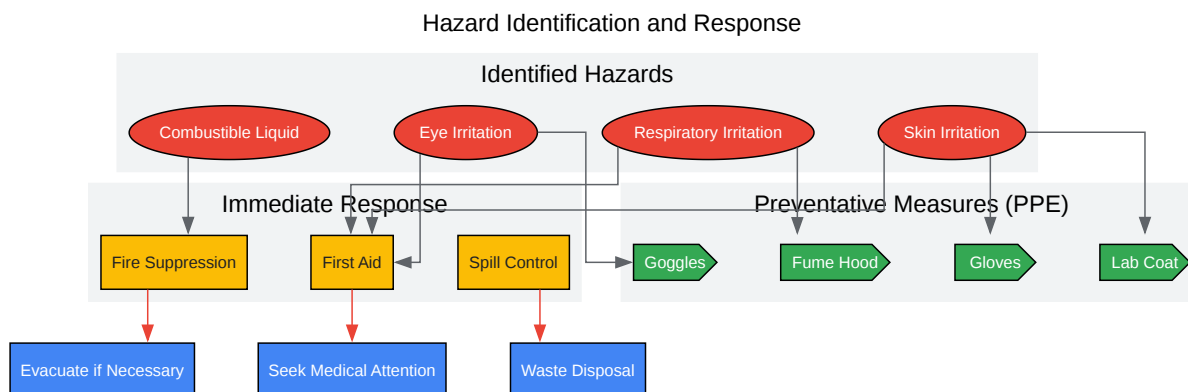 Hazard Identification and Response
Identified Hazards
Combustible Liquid
Eye Irritation
Respiratory Irritation
Skin Irritation
Immediate Response
Preventative Measures (PPE)
Fire Suppression
First Aid
Spill Control
Goggles
Fume Hood
Gloves
Lab Coat
Evacuate if Necessary
Seek Medical Attention
Waste Disposal